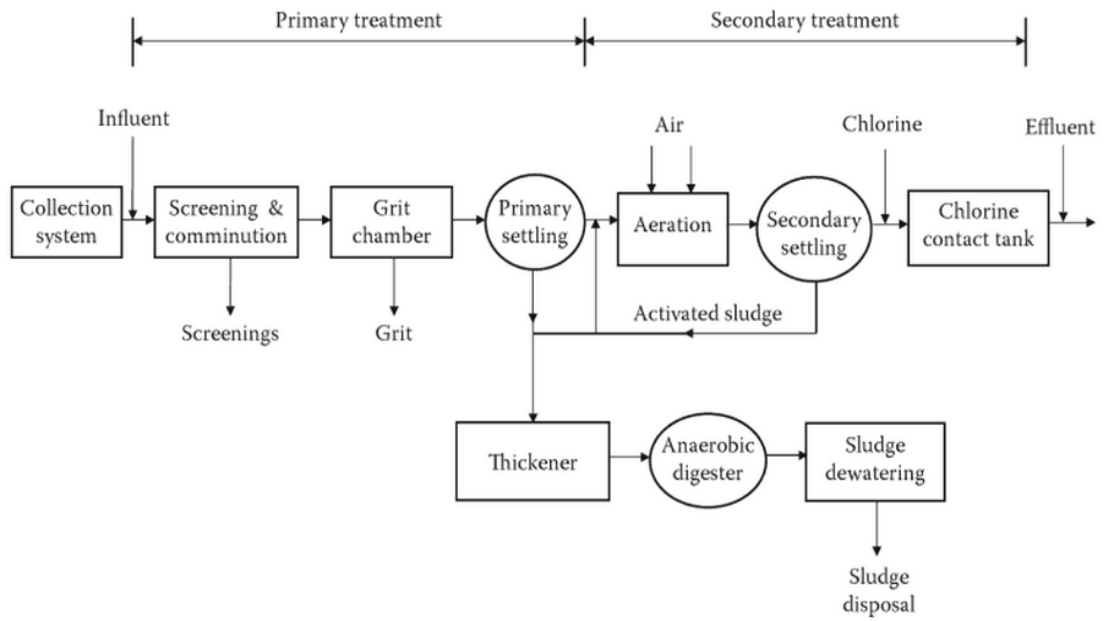 Primary treatment
Secondary treatment
Influent
Air
Chlorine
Effluent
Collection
system
Screening &
comminution
Grit
chamber
Primary
settling
Aeration
Secondary
settling
Chlorine
contact tank
Screenings
Grit
Activated sludge
Thickener
Anaerobic
digester
Sludge
dewatering
Sludge
disposal